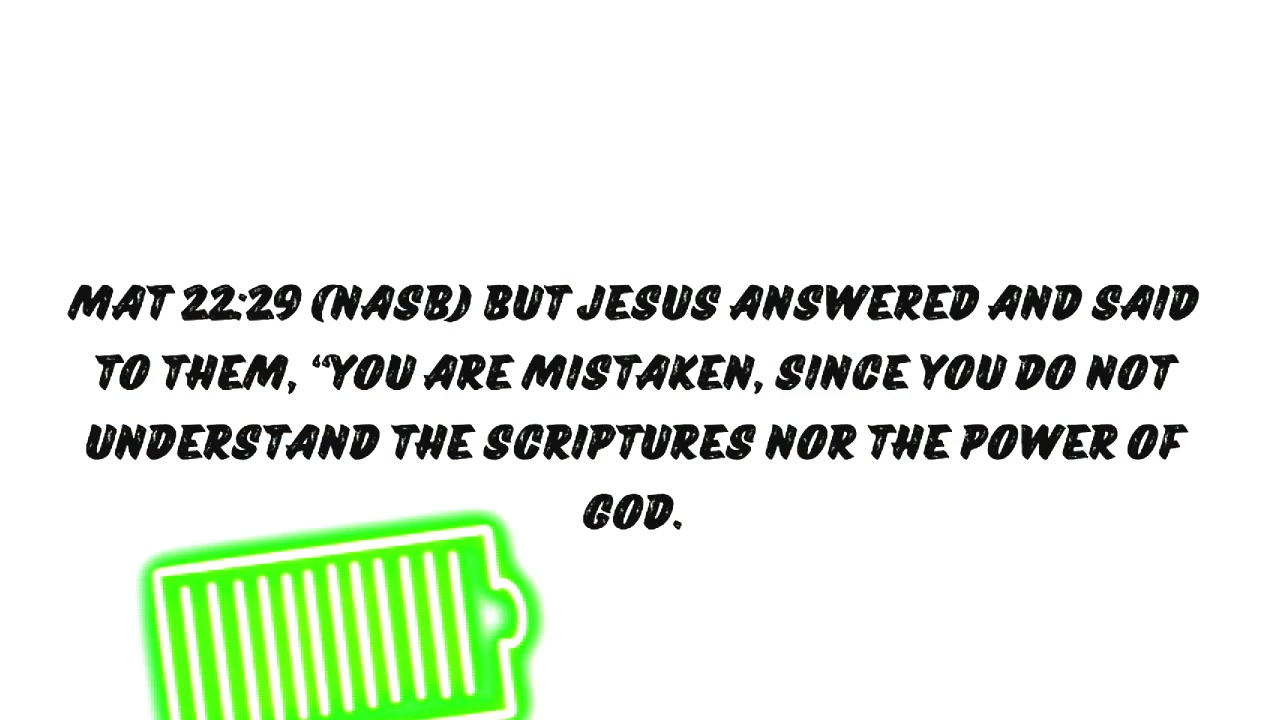 MAT 22:29 (NASB) BUT JESUS ANSWERED AND SAID
TO THEM, “YOU ARE MISTAKEN, SINCE YOU DO NOT
UNDERSTAND THE SCRIPTURES NOR THE POWER OF
GOD.